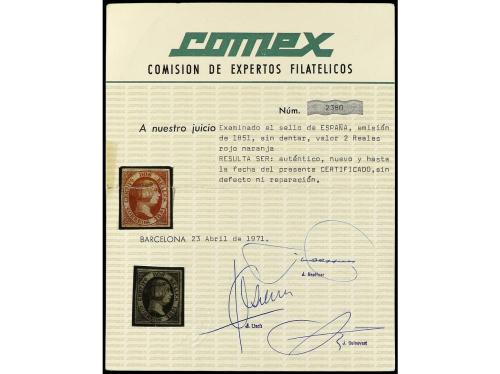 comex
COMISION DE EXPERTOS FILATELICOS
Núm. 2380
A nuestro juicio Examinado el sello de ESPAÑA, emisión
de 1851, sin dentar, valor 2 Reales
rojo naranja
RESULTA SER: auténtico, nuevo y hasta
la fecha del presente CERTIFICADO, sin
defecto ni reparación.
BARCELONA 23 Abril de 1971.